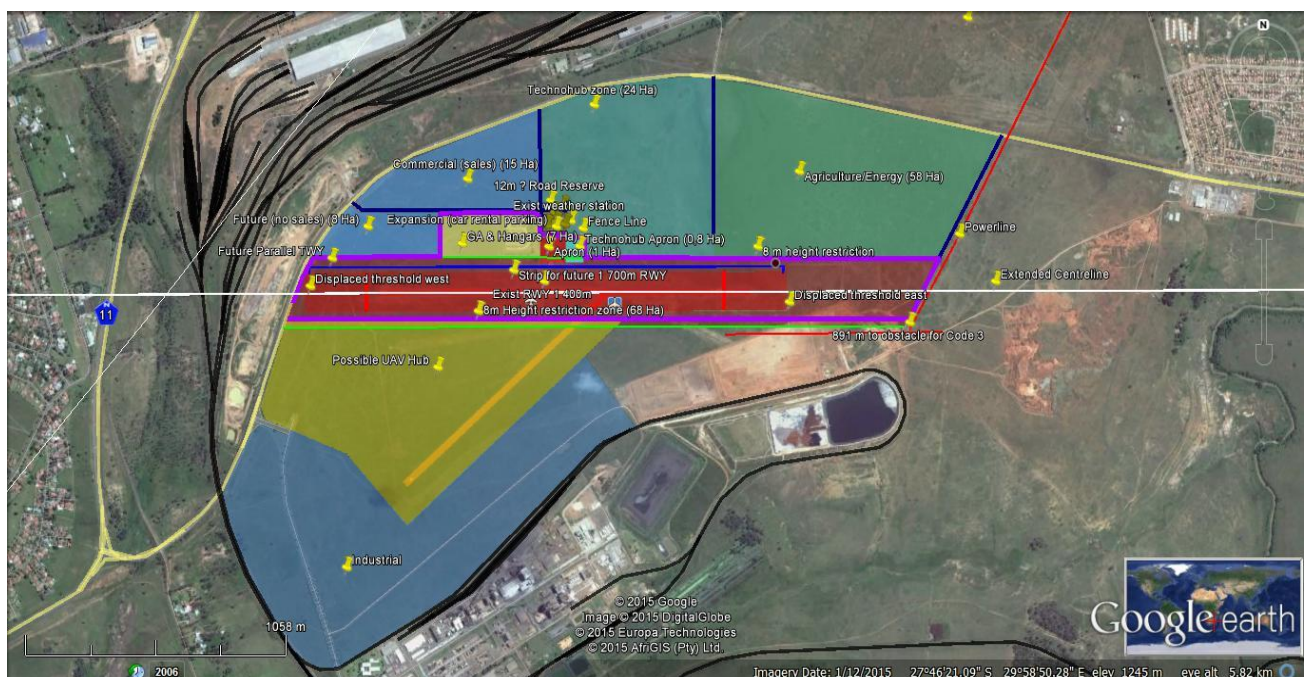 N
Technohub zone (24 Ha)
Commercial (sales) (15 Ha)
Agriculture/Energy (58 Ha)
12m ? Road Reserve
Exist weather station
Future (no sales) (8 Ha)
Expansion (car rental parking)
Fence Line
Powerline
GA & Hangars (7 Ha)
Technohub Apron (0,8 Ha)
Future Parallel TWY
Apron (1 Ha)
8 m height restriction
Strip for future 1 700m RWY
Extended Centreline
Displaced threshold west
Exist RWY 1 400m
Displaced threshold east
11
8m Height restriction zone (68 Ha)
891 m to obstacle for Code 3
Possible UAV Hub
Industrial
© 2015 Google
Image © 2015 DigitalGlobe
© 2015 Europa Technologies
© 2015 AfriGIS (Pty) Ltd.
Google earth
1058 m
2006
Imagery Date: 1/12/2015 27°46'21.09" S 29°58'50.28" E elev 1245 m eye alt 5.82 km